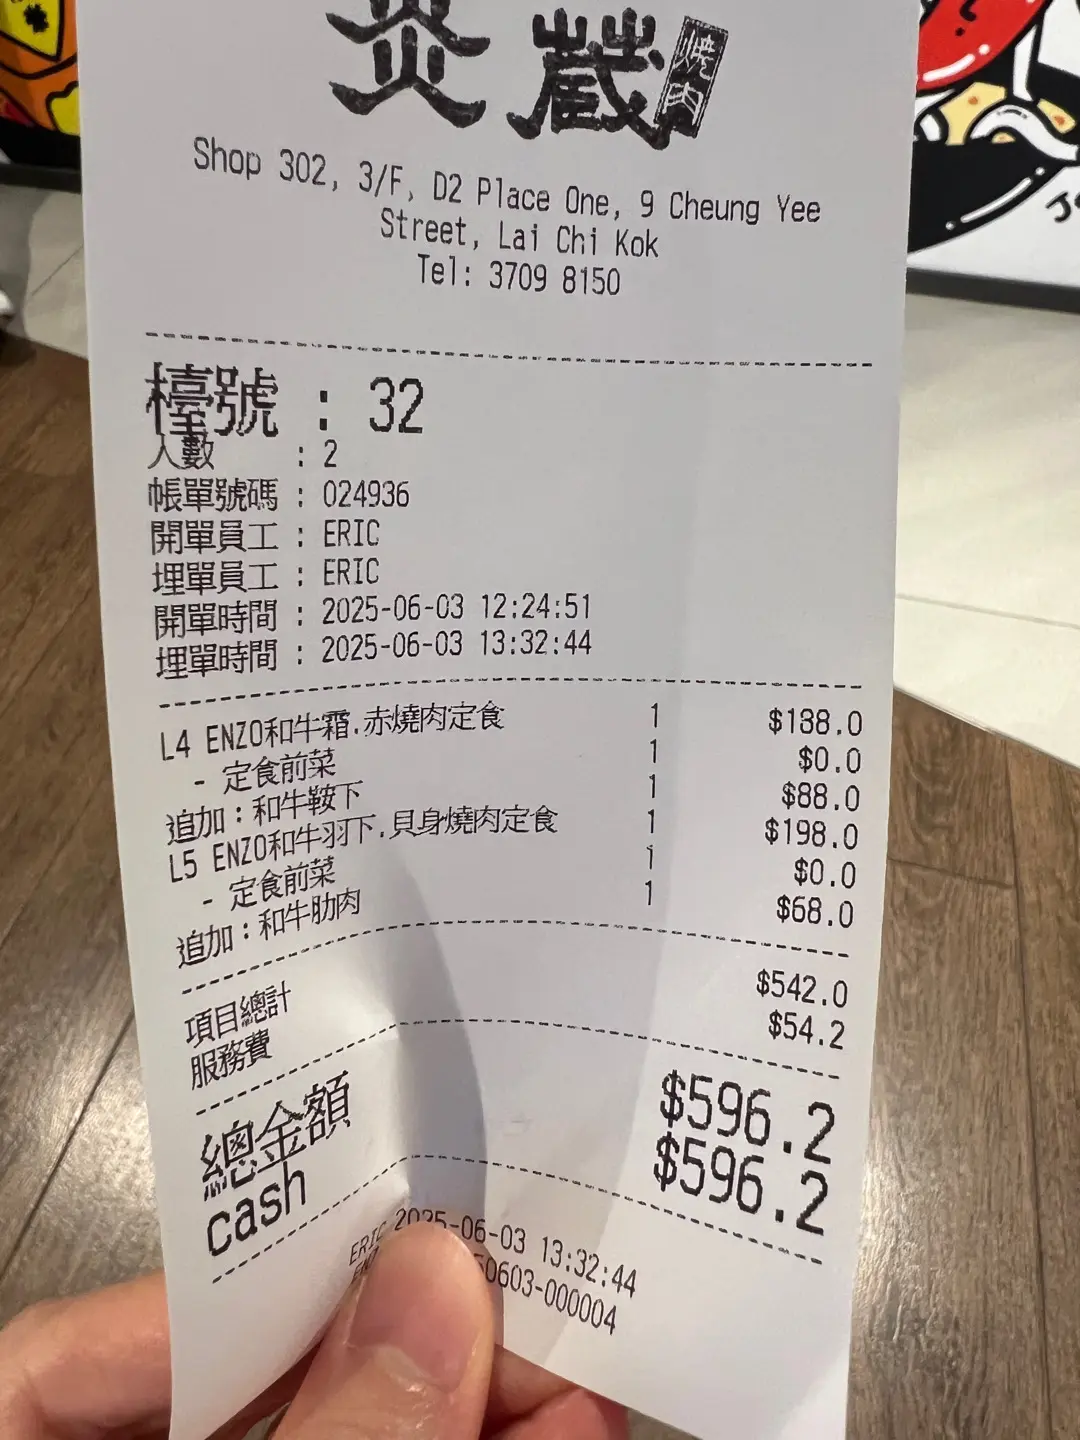 炎蔵 焼肉
Shop 302, 3/F, D2 Place One, 9 Cheung Yee
Street, Lai Chi Kok
Tel: 3709 8150
檯號 : 32
人數 : 2
帳單號碼 : 024936
開單員工 : ERIC
埋單員工 : ERIC
開單時間 : 2025-06-03 12:24:51
埋單時間 : 2025-06-03 13:32:44
L4 ENZO和牛霜.赤燒肉定食 1 $188.0
- 定食前菜 1 $0.0
追加:和牛鞍下 1 $88.0
L5 ENZO和牛羽下.貝身燒肉定食 1 $198.0
- 定食前菜 1 $0.0
追加:和牛肋肉 1 $68.0
項目總計 $542.0
服務費 $54.2
總金額 $596.2
cash $596.2
ERIC 2025-06-03 13:32:44
50603-000004